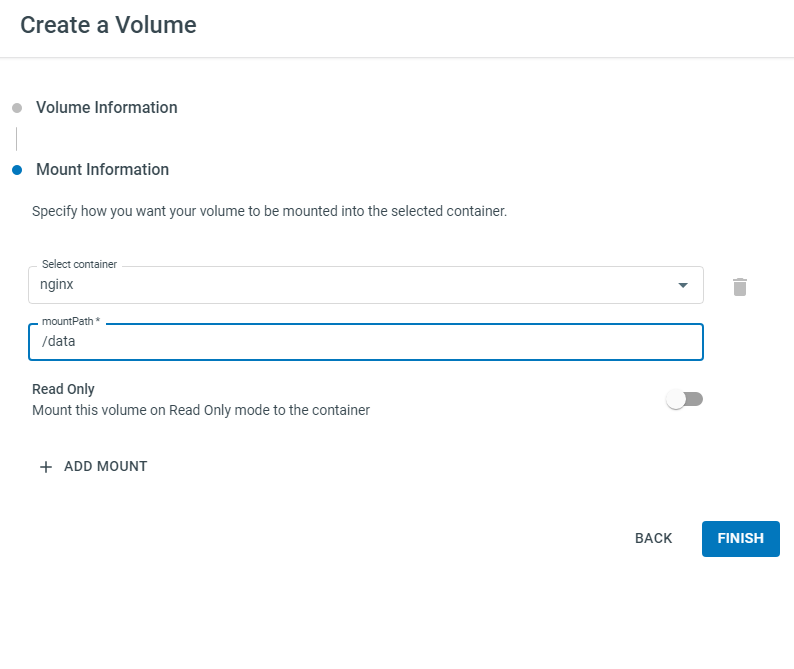 Create a Volume
Volume Information
Mount Information
Specify how you want your volume to be mounted into the selected container.
Select container
nginx
mountPath *
/data
Read Only
Mount this volume on Read Only mode to the container
ADD MOUNT
BACK
FINISH